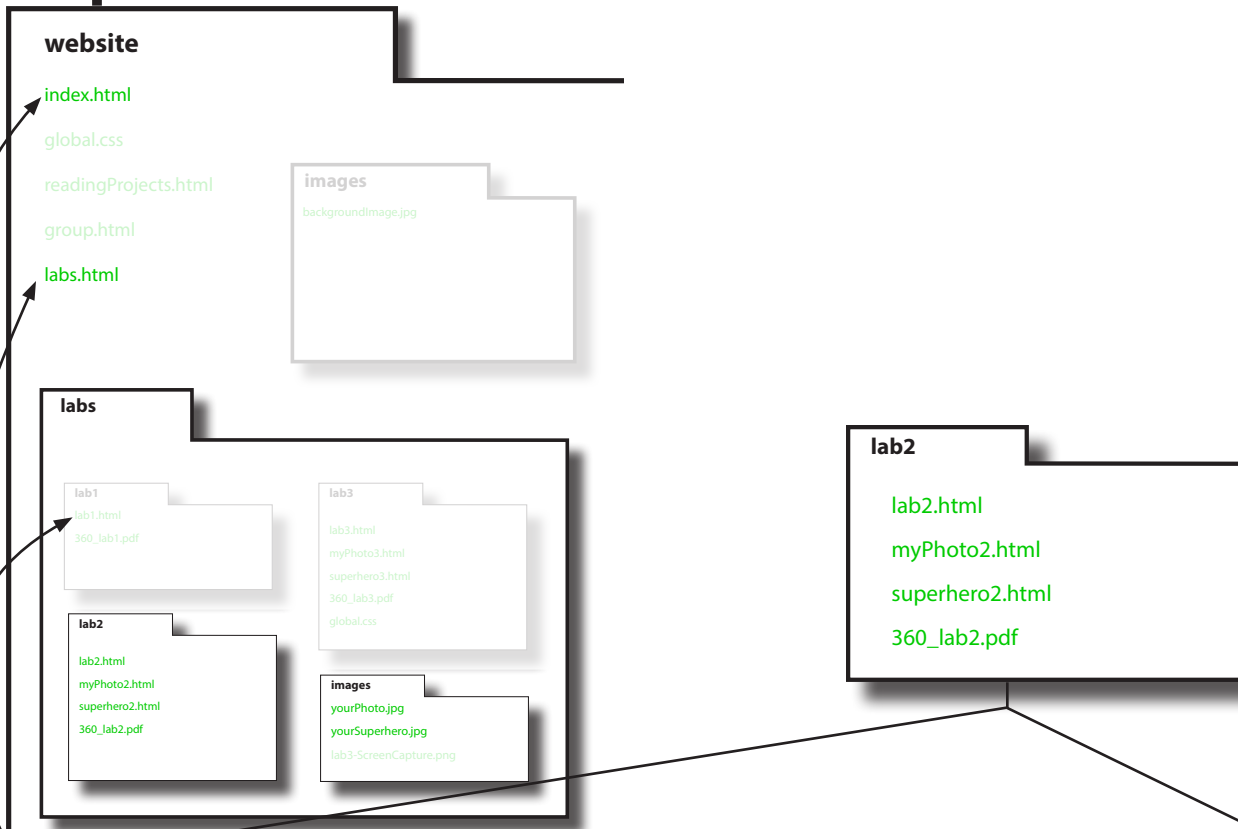 website
index.html
global.css
readingProjects.html
group.html
labs.html
images
backgroundImage.jpg
labs
lab1
lab1.html
360_lab1.pdf
lab3
lab3.html
myPhoto3.html
superhero3.html
360_lab3.pdf
global.css
lab2
lab2.html
myPhoto2.html
superhero2.html
360_lab2.pdf
images
yourPhoto.jpg
yourSuperhero.jpg
lab3-ScreenCapture.png
lab2
lab2.html
myPhoto2.html
superhero2.html
360_lab2.pdf